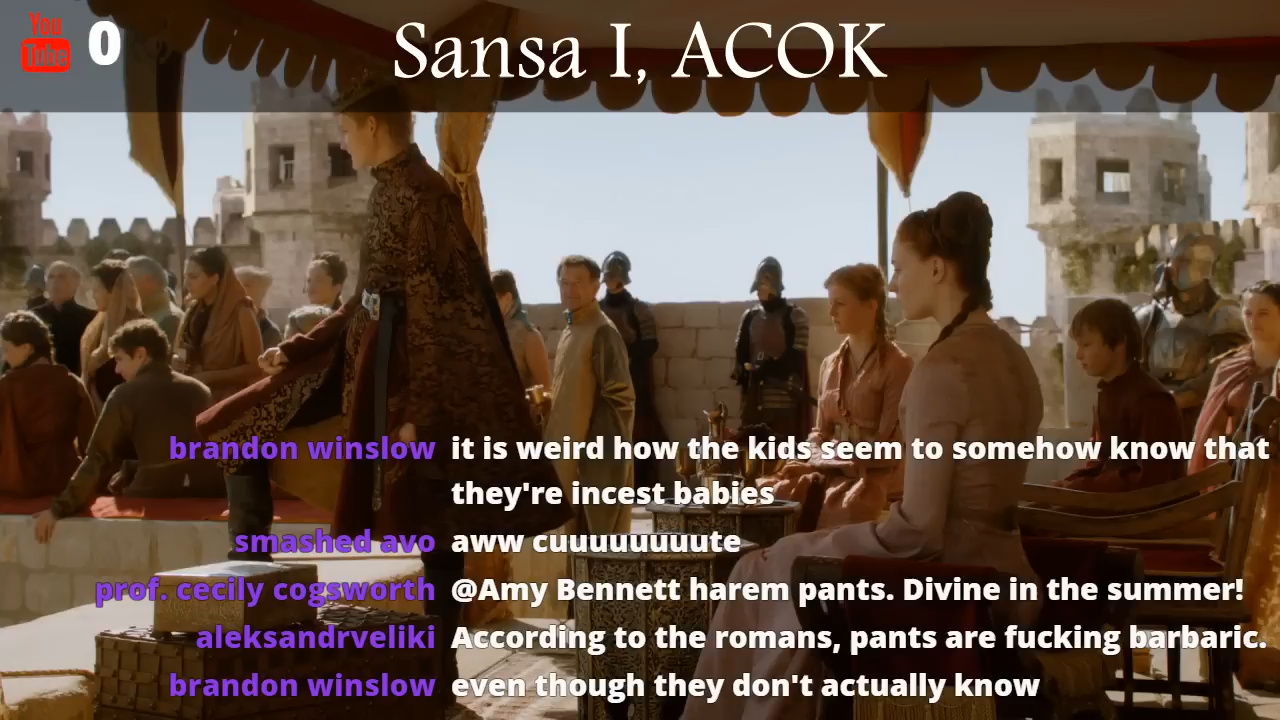 You
Tube
0
Sansa I, ACOK
brandon winslow it is weird how the kids seem to somehow know that
they're incest babies
smashed avo aww cuuuuuuuute
prof. cecily cogsworth @Amy Bennett harem pants. Divine in the summer!
aleksandrveliki According to the romans, pants are fucking barbaric.
brandon winslow even though they don't actually know